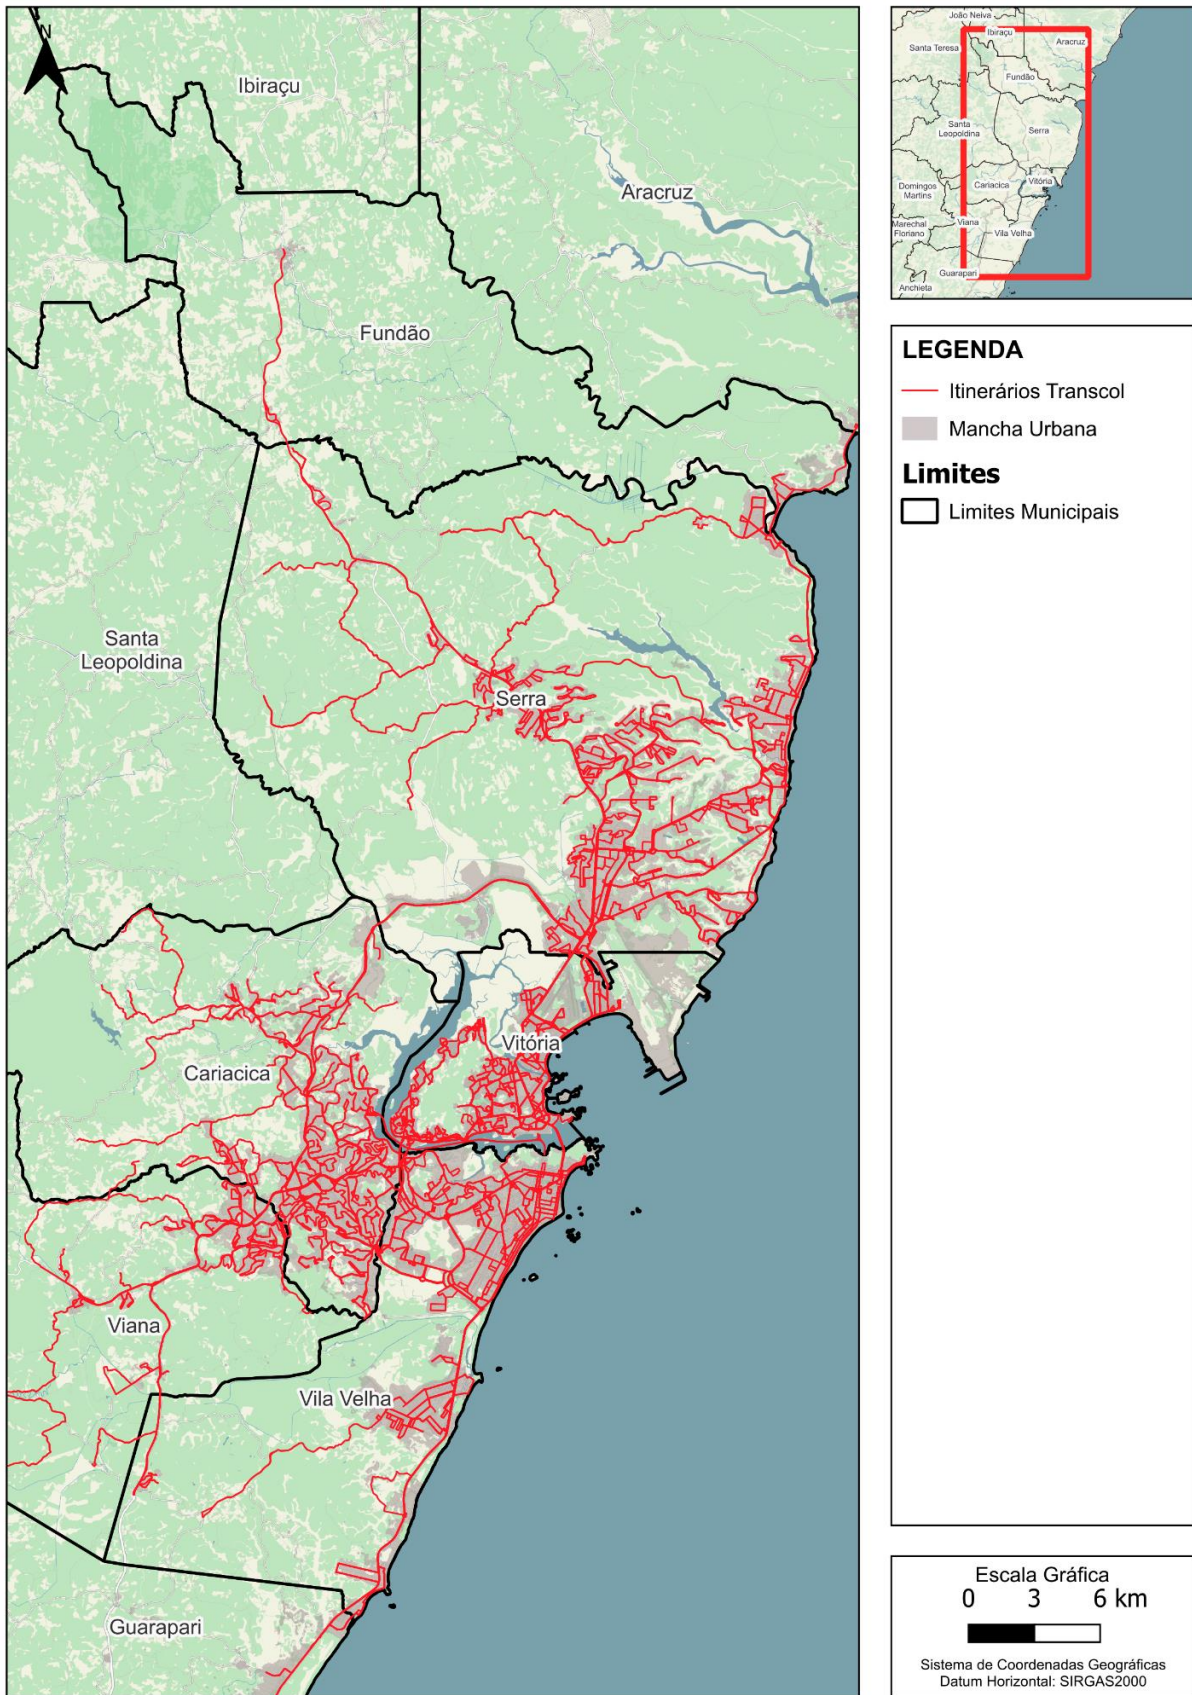 N
Ibiraçu
Aracruz
Fundão
Santa
Leopoldina
Serra
Vitória
Cariacica
Viana
Vila Velha
Guarapari
João Neiva
Ibiraçu
Aracruz
Santa Teresa
Fundão
Santa
Leopoldina
Serra
Domingos
Martins
Cariacica
Vitória
Marechal
Floriano
Viana
Vila Velha
Guarapari
Anchieta
LEGENDA
Itinerários Transcol
Mancha Urbana
Limites
Limites Municipais
Escala Gráfica
0 3 6 km
Sistema de Coordenadas Geográficas
Datum Horizontal: SIRGAS2000